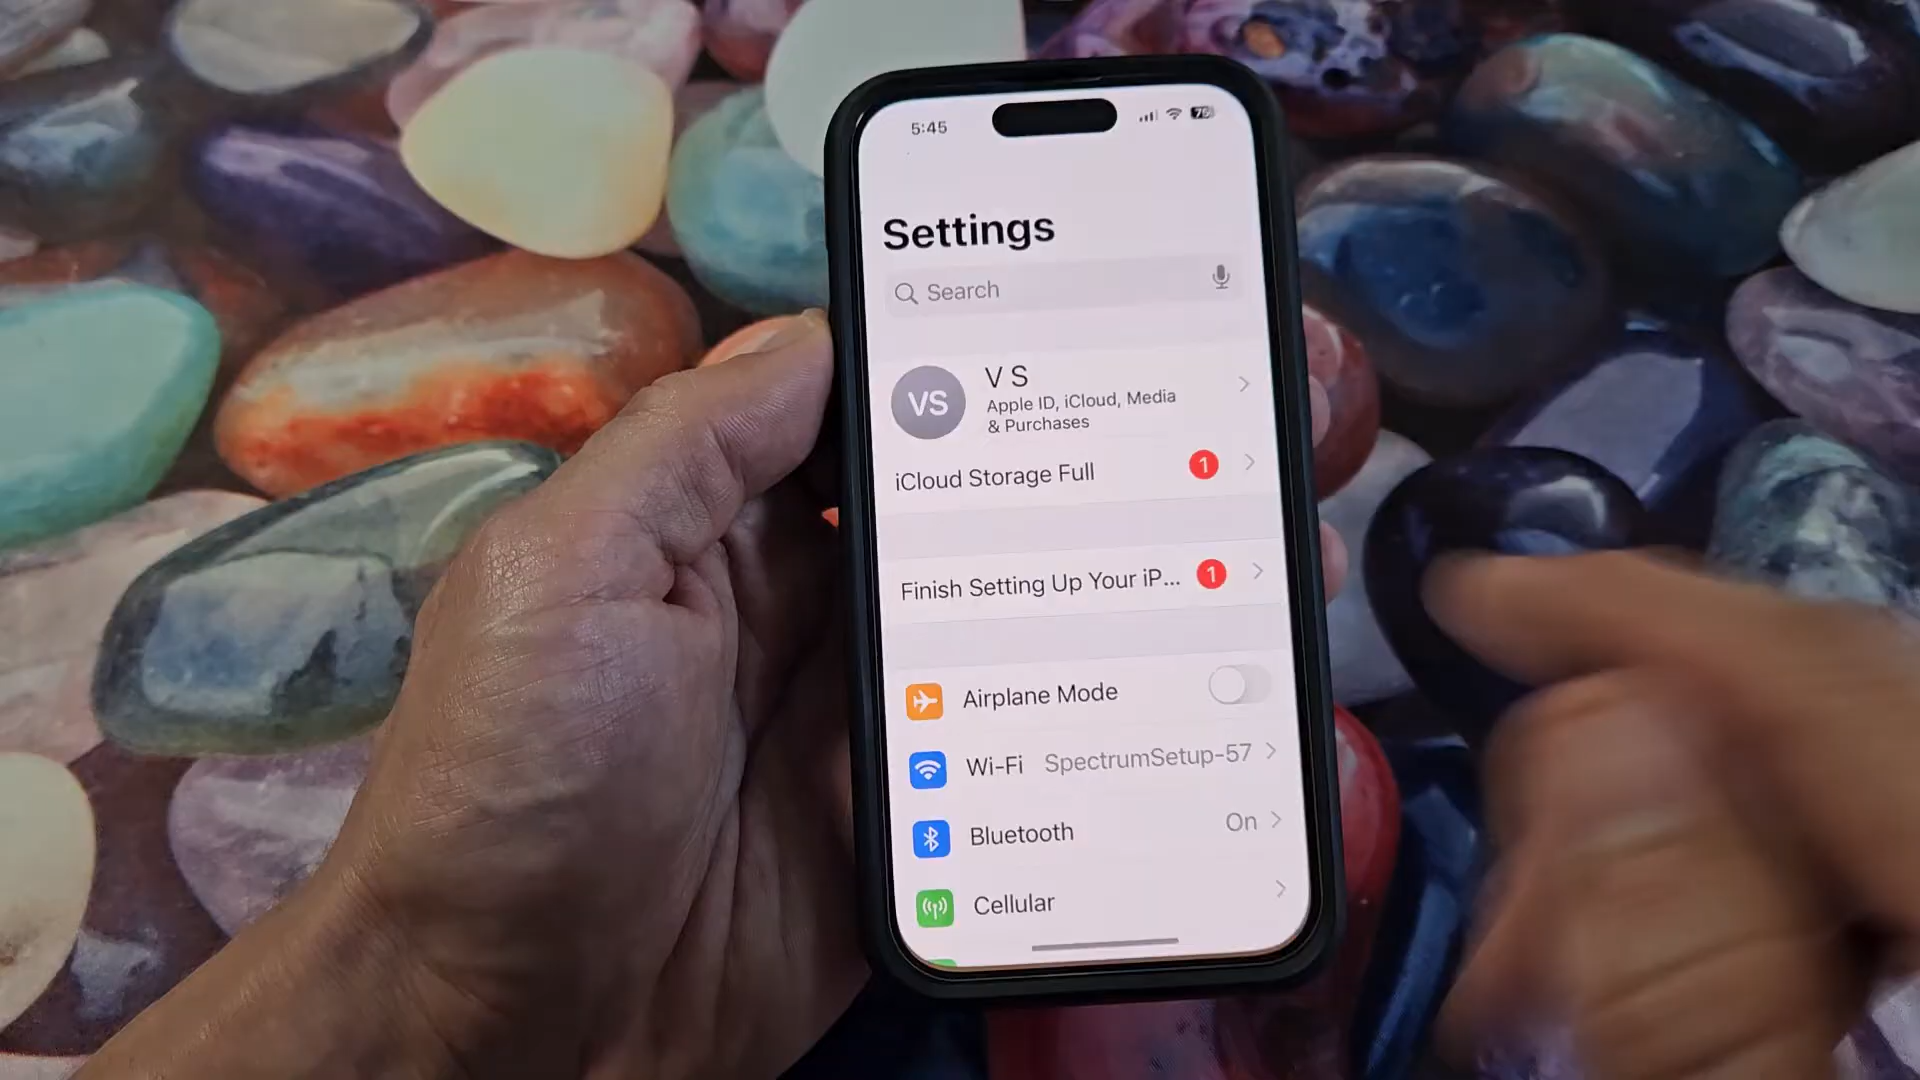 5:45
Settings
Search
VS
V S
Apple ID, iCloud, Media
& Purchases
iCloud Storage Full 1
Finish Setting Up Your iP... 1
Airplane Mode
Wi-Fi SpectrumSetup-57
Bluetooth On
Cellular